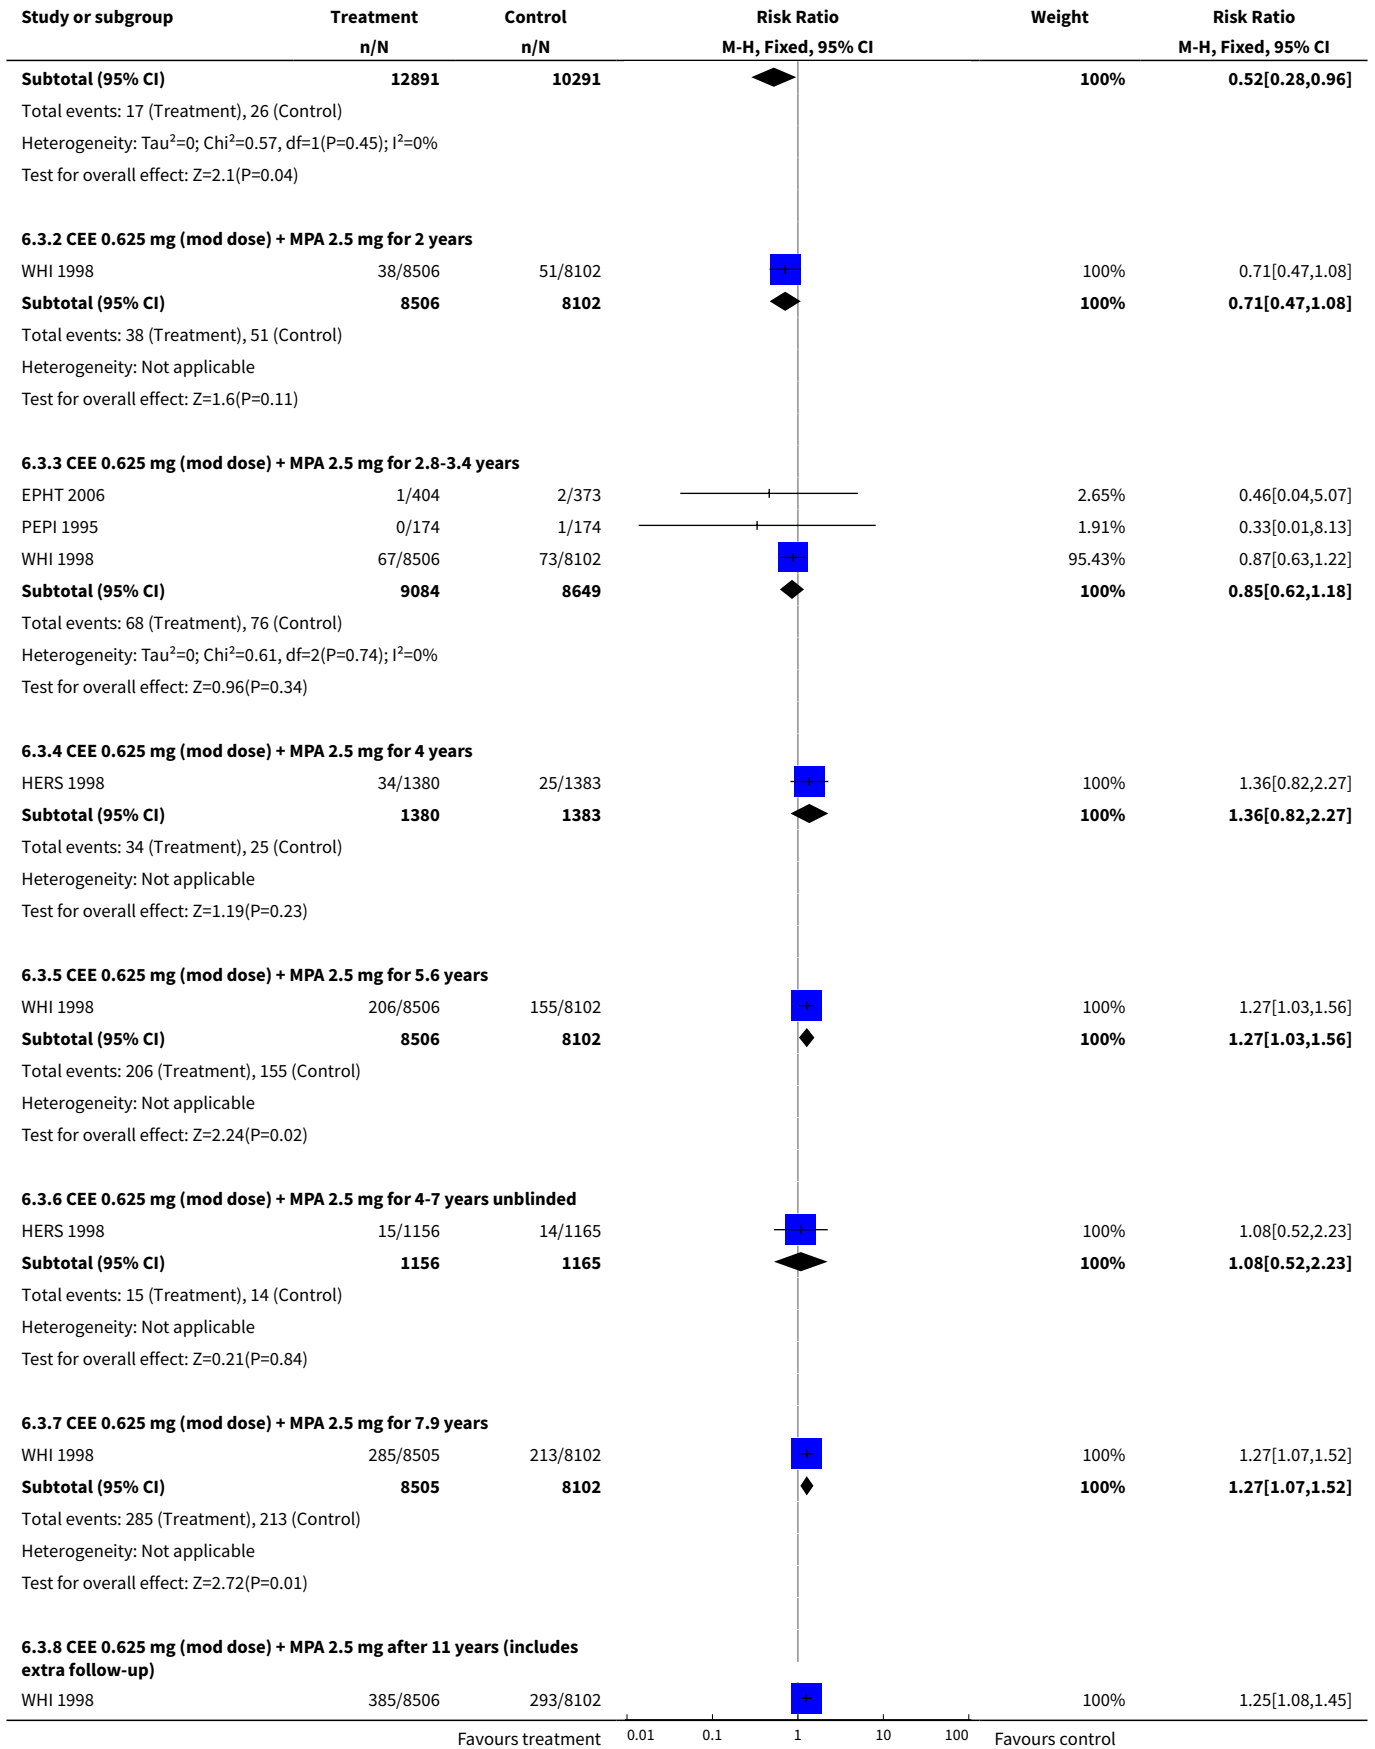 Study or subgroup Treatment Control Risk Ratio Weight Risk Ratio
n/N n/N M-H, Fixed, 95% CI M-H, Fixed, 95% CI
Subtotal (95% CI) 12891 10291 100% 0.52[0.28,0.96]
Total events: 17 (Treatment), 26 (Control)
Heterogeneity: Tau²=0; Chi²=0.57, df=1(P=0.45); I²=0%
Test for overall effect: Z=2.1(P=0.04)
6.3.2 CEE 0.625 mg (mod dose) + MPA 2.5 mg for 2 years
WHI 1998 38/8506 51/8102 100% 0.71[0.47,1.08]
Subtotal (95% CI) 8506 8102 100% 0.71[0.47,1.08]
Total events: 38 (Treatment), 51 (Control)
Heterogeneity: Not applicable
Test for overall effect: Z=1.6(P=0.11)
6.3.3 CEE 0.625 mg (mod dose) + MPA 2.5 mg for 2.8-3.4 years
EPHT 2006 1/404 2/373 2.65% 0.46[0.04,5.07]
PEPI 1995 0/174 1/174 1.91% 0.33[0.01,8.13]
WHI 1998 67/8506 73/8102 95.43% 0.87[0.63,1.22]
Subtotal (95% CI) 9084 8649 100% 0.85[0.62,1.18]
Total events: 68 (Treatment), 76 (Control)
Heterogeneity: Tau²=0; Chi²=0.61, df=2(P=0.74); I²=0%
Test for overall effect: Z=0.96(P=0.34)
6.3.4 CEE 0.625 mg (mod dose) + MPA 2.5 mg for 4 years
HERS 1998 34/1380 25/1383 100% 1.36[0.82,2.27]
Subtotal (95% CI) 1380 1383 100% 1.36[0.82,2.27]
Total events: 34 (Treatment), 25 (Control)
Heterogeneity: Not applicable
Test for overall effect: Z=1.19(P=0.23)
6.3.5 CEE 0.625 mg (mod dose) + MPA 2.5 mg for 5.6 years
WHI 1998 206/8506 155/8102 100% 1.27[1.03,1.56]
Subtotal (95% CI) 8506 8102 100% 1.27[1.03,1.56]
Total events: 206 (Treatment), 155 (Control)
Heterogeneity: Not applicable
Test for overall effect: Z=2.24(P=0.02)
6.3.6 CEE 0.625 mg (mod dose) + MPA 2.5 mg for 4-7 years unblinded
HERS 1998 15/1156 14/1165 100% 1.08[0.52,2.23]
Subtotal (95% CI) 1156 1165 100% 1.08[0.52,2.23]
Total events: 15 (Treatment), 14 (Control)
Heterogeneity: Not applicable
Test for overall effect: Z=0.21(P=0.84)
6.3.7 CEE 0.625 mg (mod dose) + MPA 2.5 mg for 7.9 years
WHI 1998 285/8505 213/8102 100% 1.27[1.07,1.52]
Subtotal (95% CI) 8505 8102 100% 1.27[1.07,1.52]
Total events: 285 (Treatment), 213 (Control)
Heterogeneity: Not applicable
Test for overall effect: Z=2.72(P=0.01)
6.3.8 CEE 0.625 mg (mod dose) + MPA 2.5 mg after 11 years (includes
extra follow-up)
WHI 1998 385/8506 293/8102 100% 1.25[1.08,1.45]
Favours treatment 0.01 0.1 1 10 100 Favours control